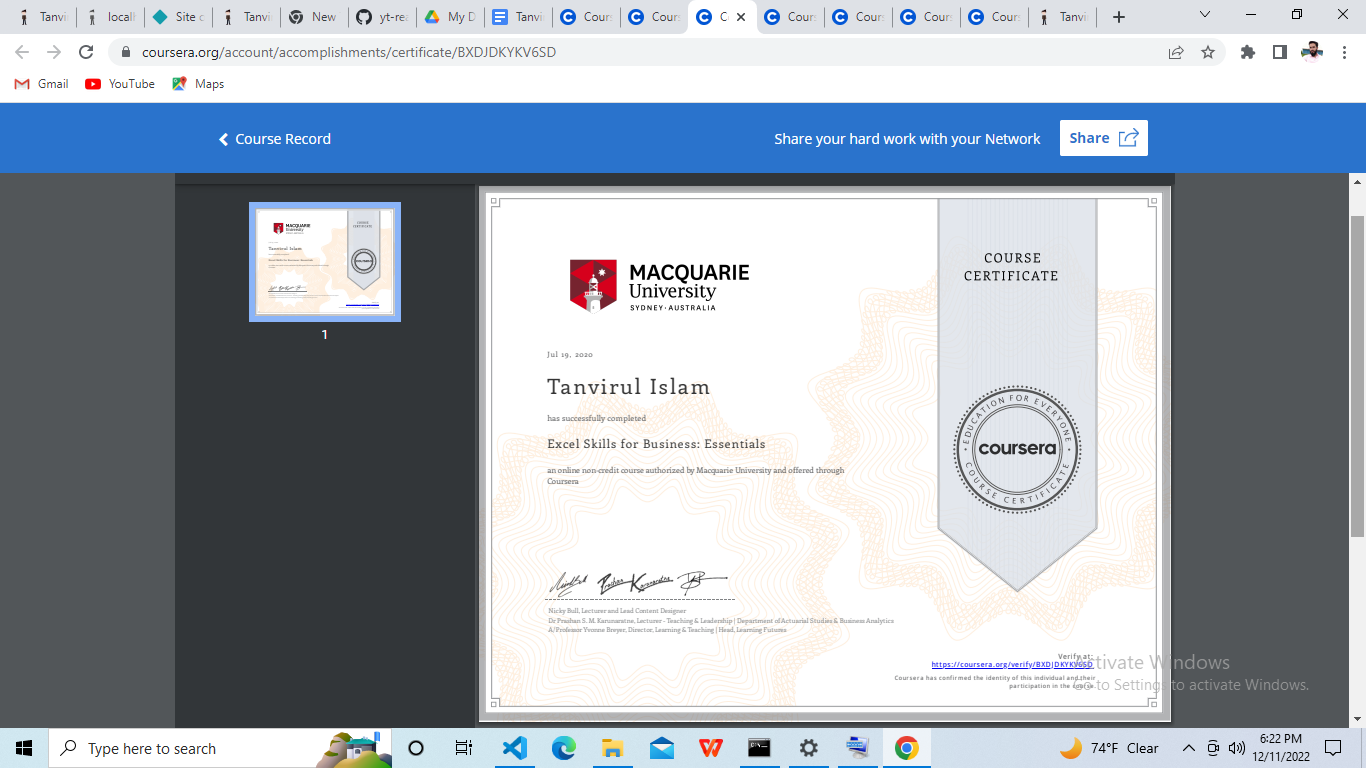 Tanvi
locall
Site c
Tanvi
New
yt-rea
My D
Tanvi
Cours
Cours
C
Cours
Cours
Cours
Cours
Tanvi
coursera.org/account/accomplishments/certificate/BXDJDKYKV6SD
Gmail
YouTube
Maps
Course Record
Share your hard work with your Network
Share
1
MACQUARIE
University
SYDNEY·AUSTRALIA
COURSE
CERTIFICATE
Jul 19, 2020
Tanvirul Islam
has successfully completed
Excel Skills for Business: Essentials
an online non-credit course authorized by Macquarie University and offered through
Coursera
EDUCATION FOR EVERYONE
coursera
COURSE CERTIFICATE
Nicky Bull, Lecturer and Lead Content Designer
Dr Prashan S. M. Karunaratne, Lecturer - Teaching & Leadership | Department of Actuarial Studies & Business Analytics
A/Professor Yvonne Breyer, Director, Learning & Teaching | Head, Learning Futures
Verify at:
https://coursera.org/verify/BXDJDKYKV6SD
Coursera has confirmed the identity of this individual and their
participation in the course.
Activate Windows
Go to Settings to activate Windows.
Type here to search
74°F Clear
6:22 PM
12/11/2022